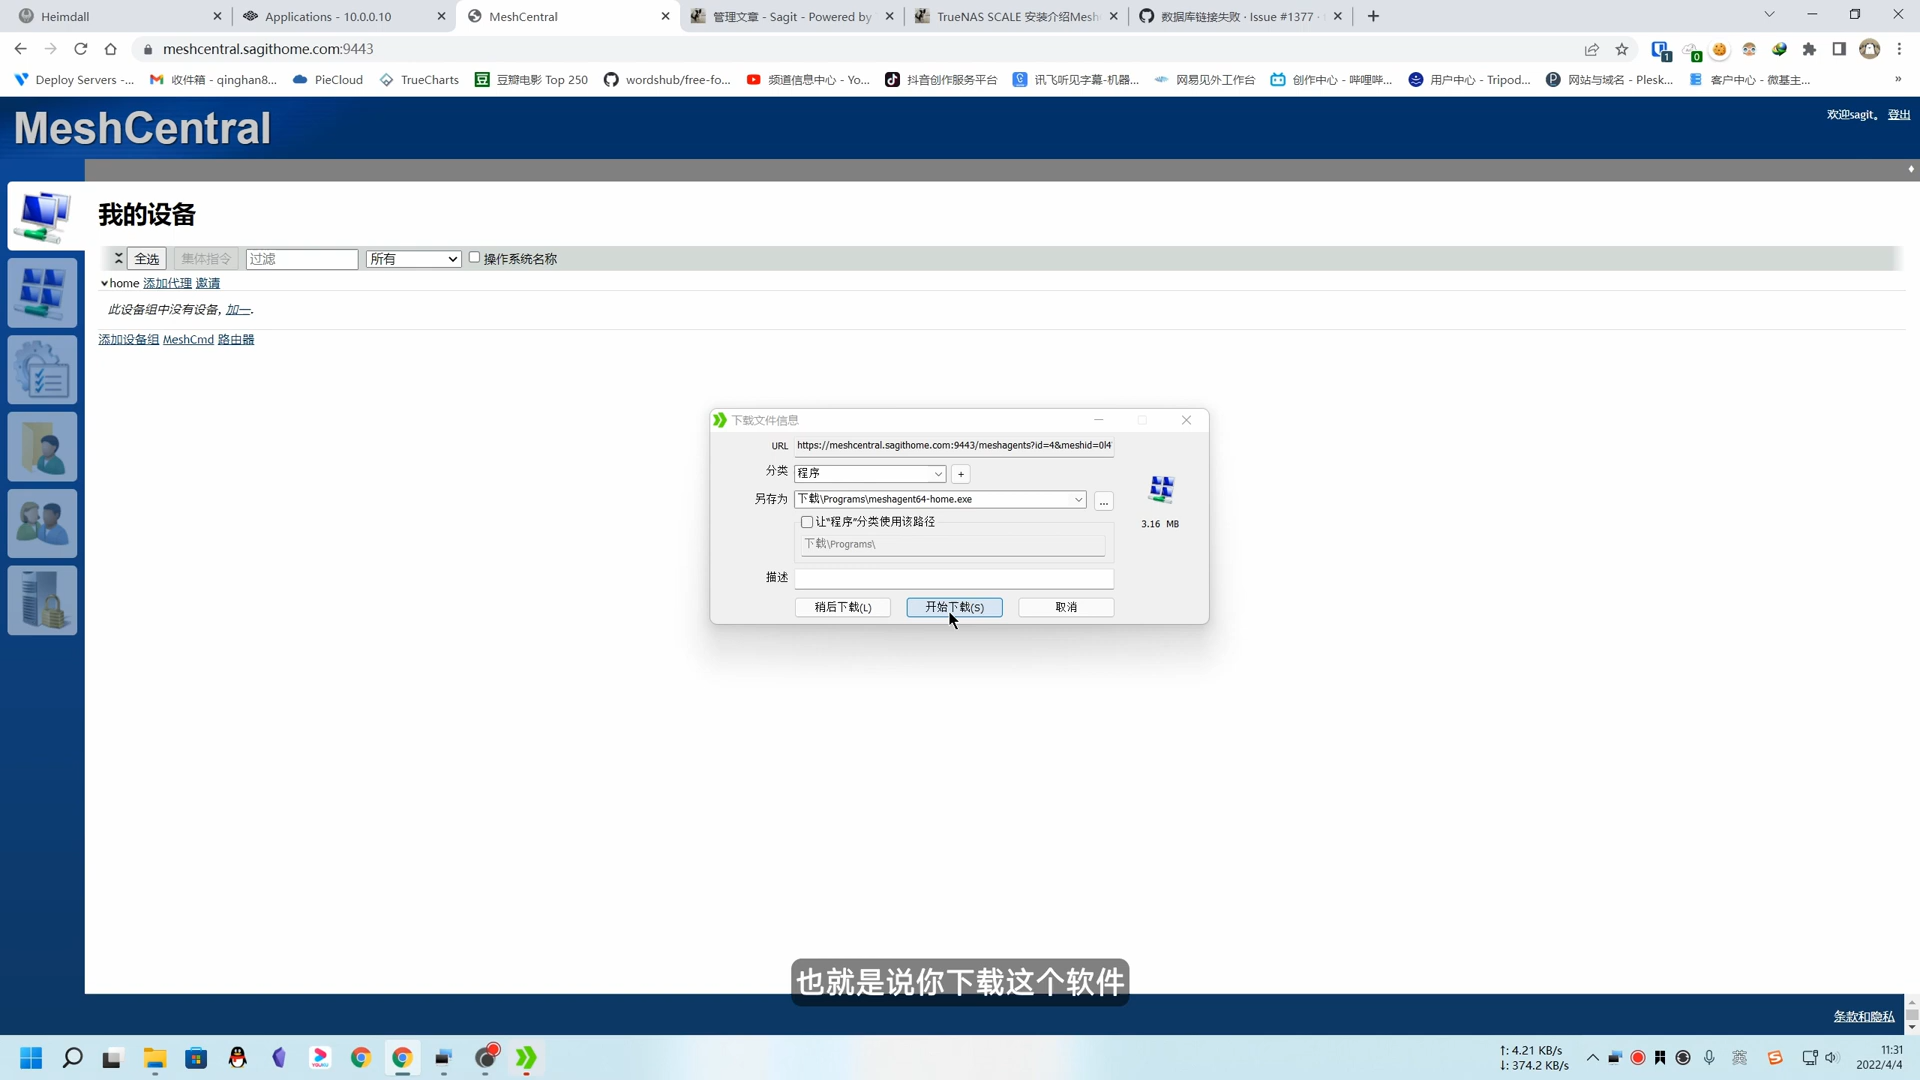 Heimdall
Applications - 10.0.0.10
MeshCentral
管理文章 - Sagit - Powered by
TrueNAS SCALE 安装介绍Mesh
数据库链接失败 · Issue #1377 ·
meshcentral.sagithome.com:9443
Deploy Servers -...
收件箱 - qinghan8...
PieCloud
TrueCharts
豆瓣电影 Top 250
wordshub/free-fo...
频道信息中心 - Yo...
抖音创作服务平台
讯飞听见字幕-机器...
网易见外工作台
创作中心 - 哔哩哔...
用户中心 - Tripod...
网站与域名 - Plesk...
客户中心 - 微基主...
»
MeshCentral
欢迎sagit。 登出
我的设备
全选 集体指令 过滤 所有 操作系统名称
home 添加代理 邀请
此设备组中没有设备, 加一.
添加设备组 MeshCmd 路由器
下载文件信息
URL https://meshcentral.sagithome.com:9443/meshagents?id=4&meshid=0l4
分类 程序 +
另存为 下载\Programs\meshagent64-home.exe ...
3.16 MB
让"程序"分类使用该路径
下载\Programs\
描述
稍后下载(L) 开始下载(S) 取消
也就是说你下载这个软件
条款和隐私
↑: 4.21 KB/s
↓: 374.2 KB/s
英
11:31
2022/4/4